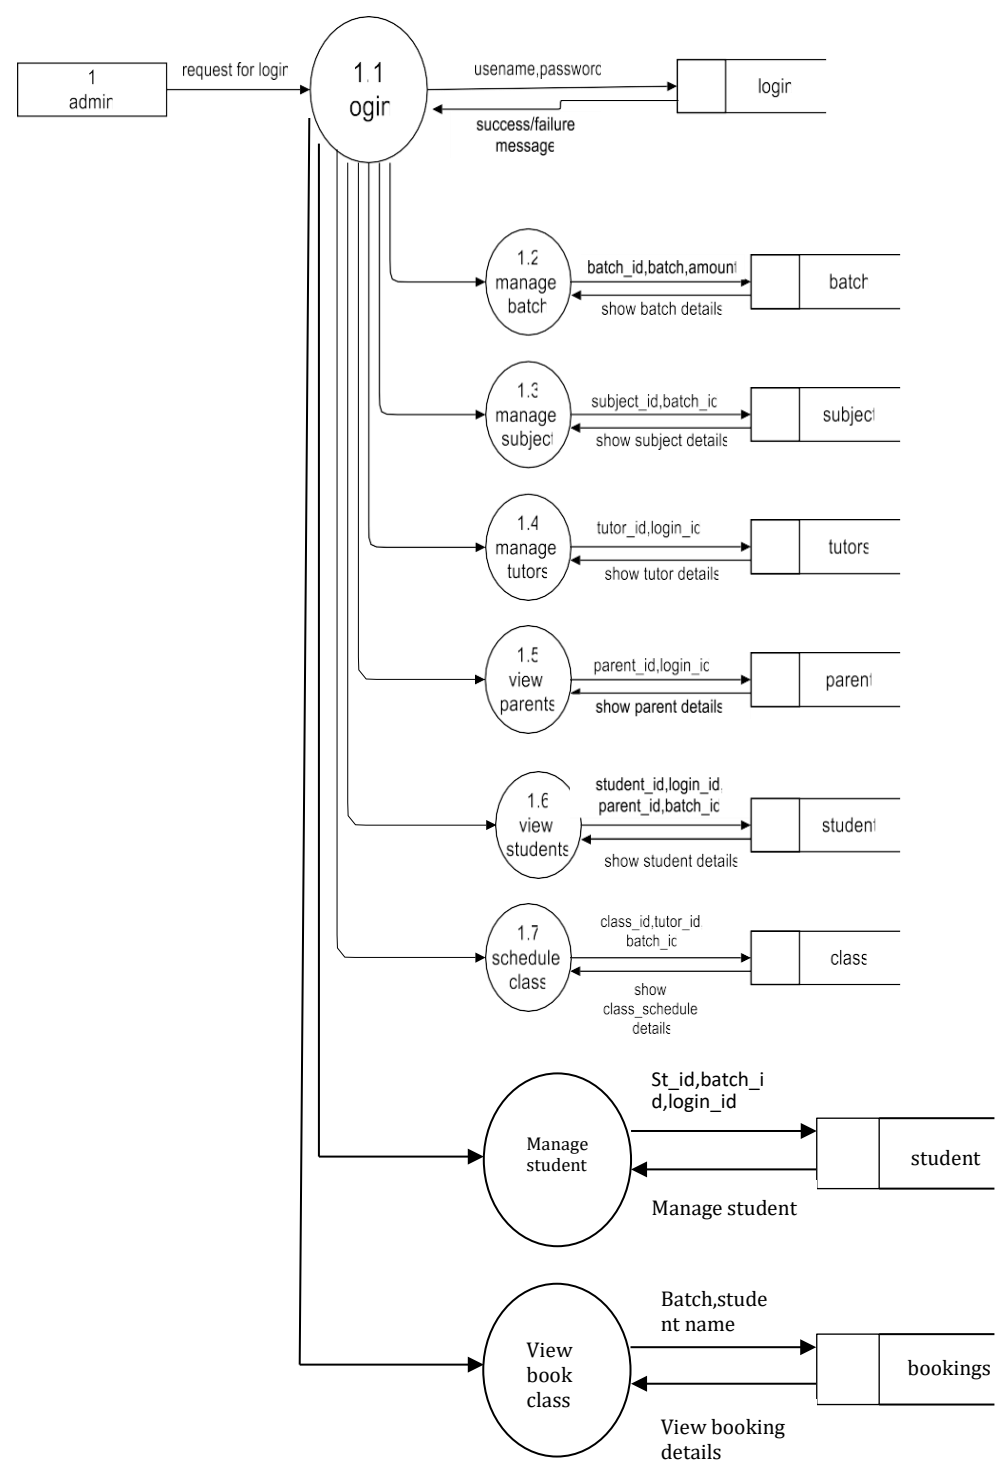 1
admin
request for login
1.1
ogin
usename,password
login
success/failure
message
1.2
manage
batch
batch_id,batch,amount
show batch details
batch
1.3
manage
subject
subject_id,batch_id
show subject details
subject
1.4
manage
tutors
tutor_id,login_id
show tutor details
tutors
1.5
view
parents
parent_id,login_id
show parent details
parent
1.6
view
students
student_id,login_id,
parent_id,batch_id
show student details
student
1.7
schedule
class
class_id,tutor_id,
batch_id
show
class_schedule
details
class
Manage
student
St_id,batch_i
d,login_id
Manage student
student
View
book
class
Batch,stude
nt name
View booking
details
bookings